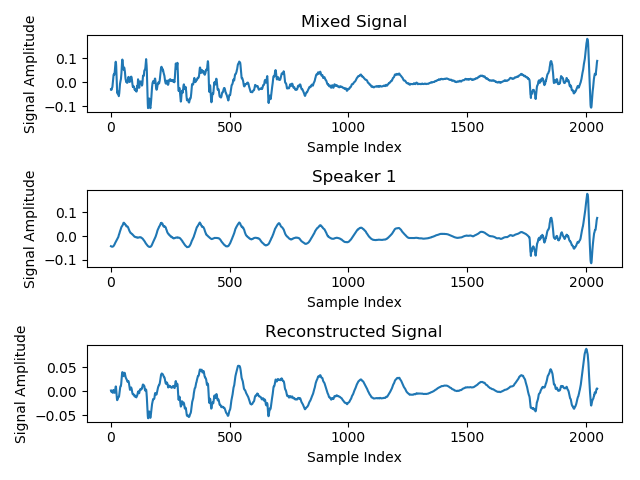 Mixed Signal
Signal Amplitude
0.1
0.0
−0.1
0 500 1000 1500 2000
Sample Index
Speaker 1
Signal Amplitude
0.1
0.0
−0.1
0 500 1000 1500 2000
Sample Index
Reconstructed Signal
Signal Amplitude
0.05
0.00
−0.05
0 500 1000 1500 2000
Sample Index